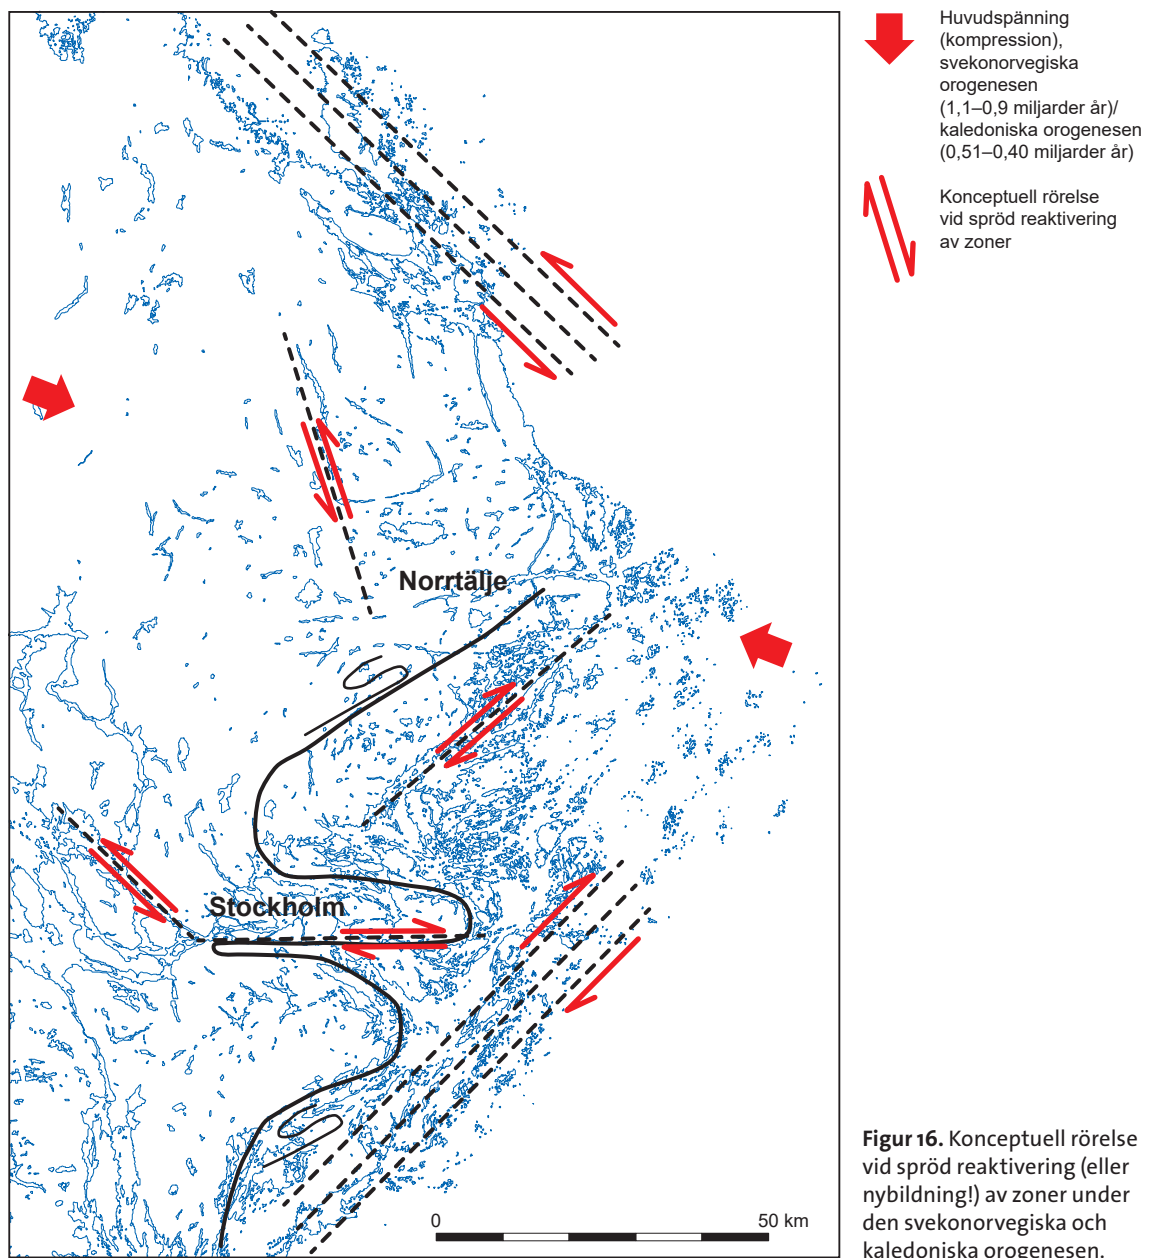 Huvudspänning
(kompression),
svekonorvegiska
orogenesen
(1,1–0,9 miljarder år)/
kaledoniska orogenesen
(0,51–0,40 miljarder år)
Konceptuell rörelse
vid spröd reaktivering
av zoner
Norrtälje
Stockholm
0
50 km
Figur 16. Konceptuell rörelse
vid spröd reaktivering (eller
nybildning!) av zoner under
den svekonorvegiska och
kaledoniska orogenesen.